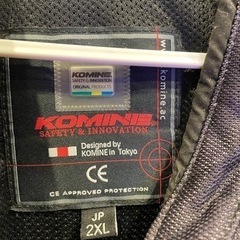 KOMINE
SAFETY & INNOVATION
ORIGINAL PRODUCTS
www.
komine.ac
KOMINE
SAFETY & INNOVATION
Designed by
KOMINE in Tokyo
CE
CE APPROVED PROTECTION
JP
2XL